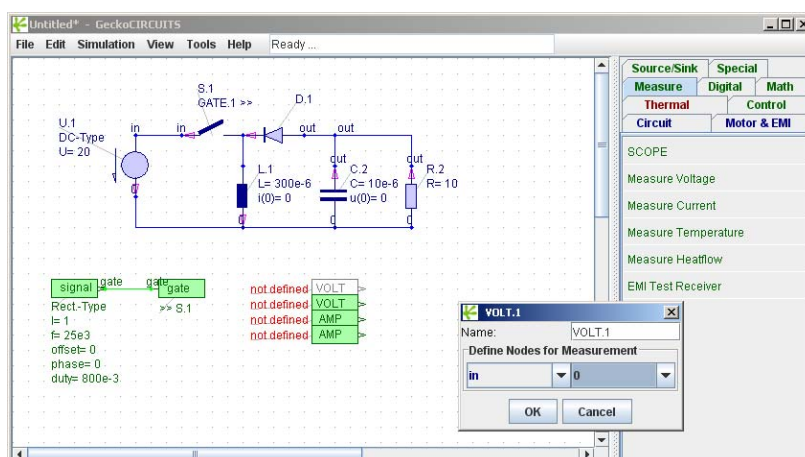 Untitled* - GeckoCIRCUITS
File Edit Simulation View Tools Help Ready ...
Source/Sink Special
Measure Digital Math
Thermal Control
Circuit Motor & EMI
SCOPE
Measure Voltage
Measure Current
Measure Temperature
Measure Heatflow
EMI Test Receiver
S.1
GATE.1 >>
D.1
U.1
DC-Type
U= 20
in
in
out
out
L.1
L= 300e-6
i(0)= 0
out
C.2
C= 10e-6
u(0)= 0
out
R.2
R= 10
0
0
0
0
signal gate gate gate
Rect.-Type
I= 1
f= 25e3
offset= 0
phase= 0
duty= 800e-3
>> S.1
not.defined VOLT
not.defined VOLT
not.defined AMP
not.defined AMP
VOLT.1
Name: VOLT.1
Define Nodes for Measurement
in 0
OK Cancel